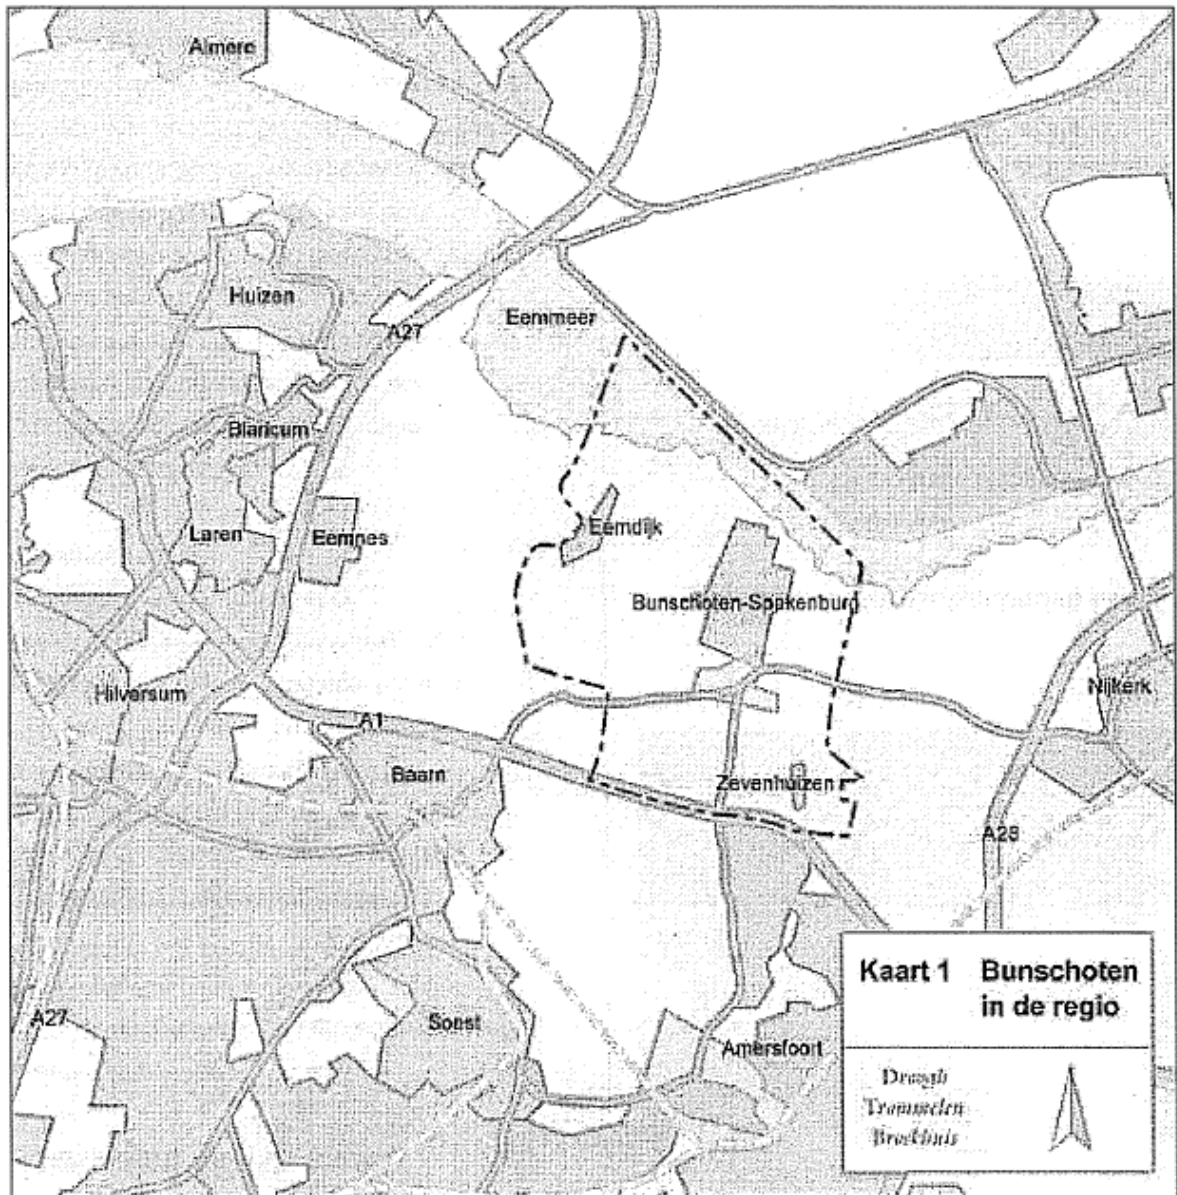 Almere
Huizen
Eemmeer
A27
Blaricum
Laren
Eemnes
Eemdijk
Bunschoten-Spakenburg
Hilversum
Nijkerk
A1
Baarn
Zevenhuizen
A28
A27
Soest
Amersfoort
Kaart 1 Bunschoten
in de regio
Droogh
Trommelen
Broekhuis